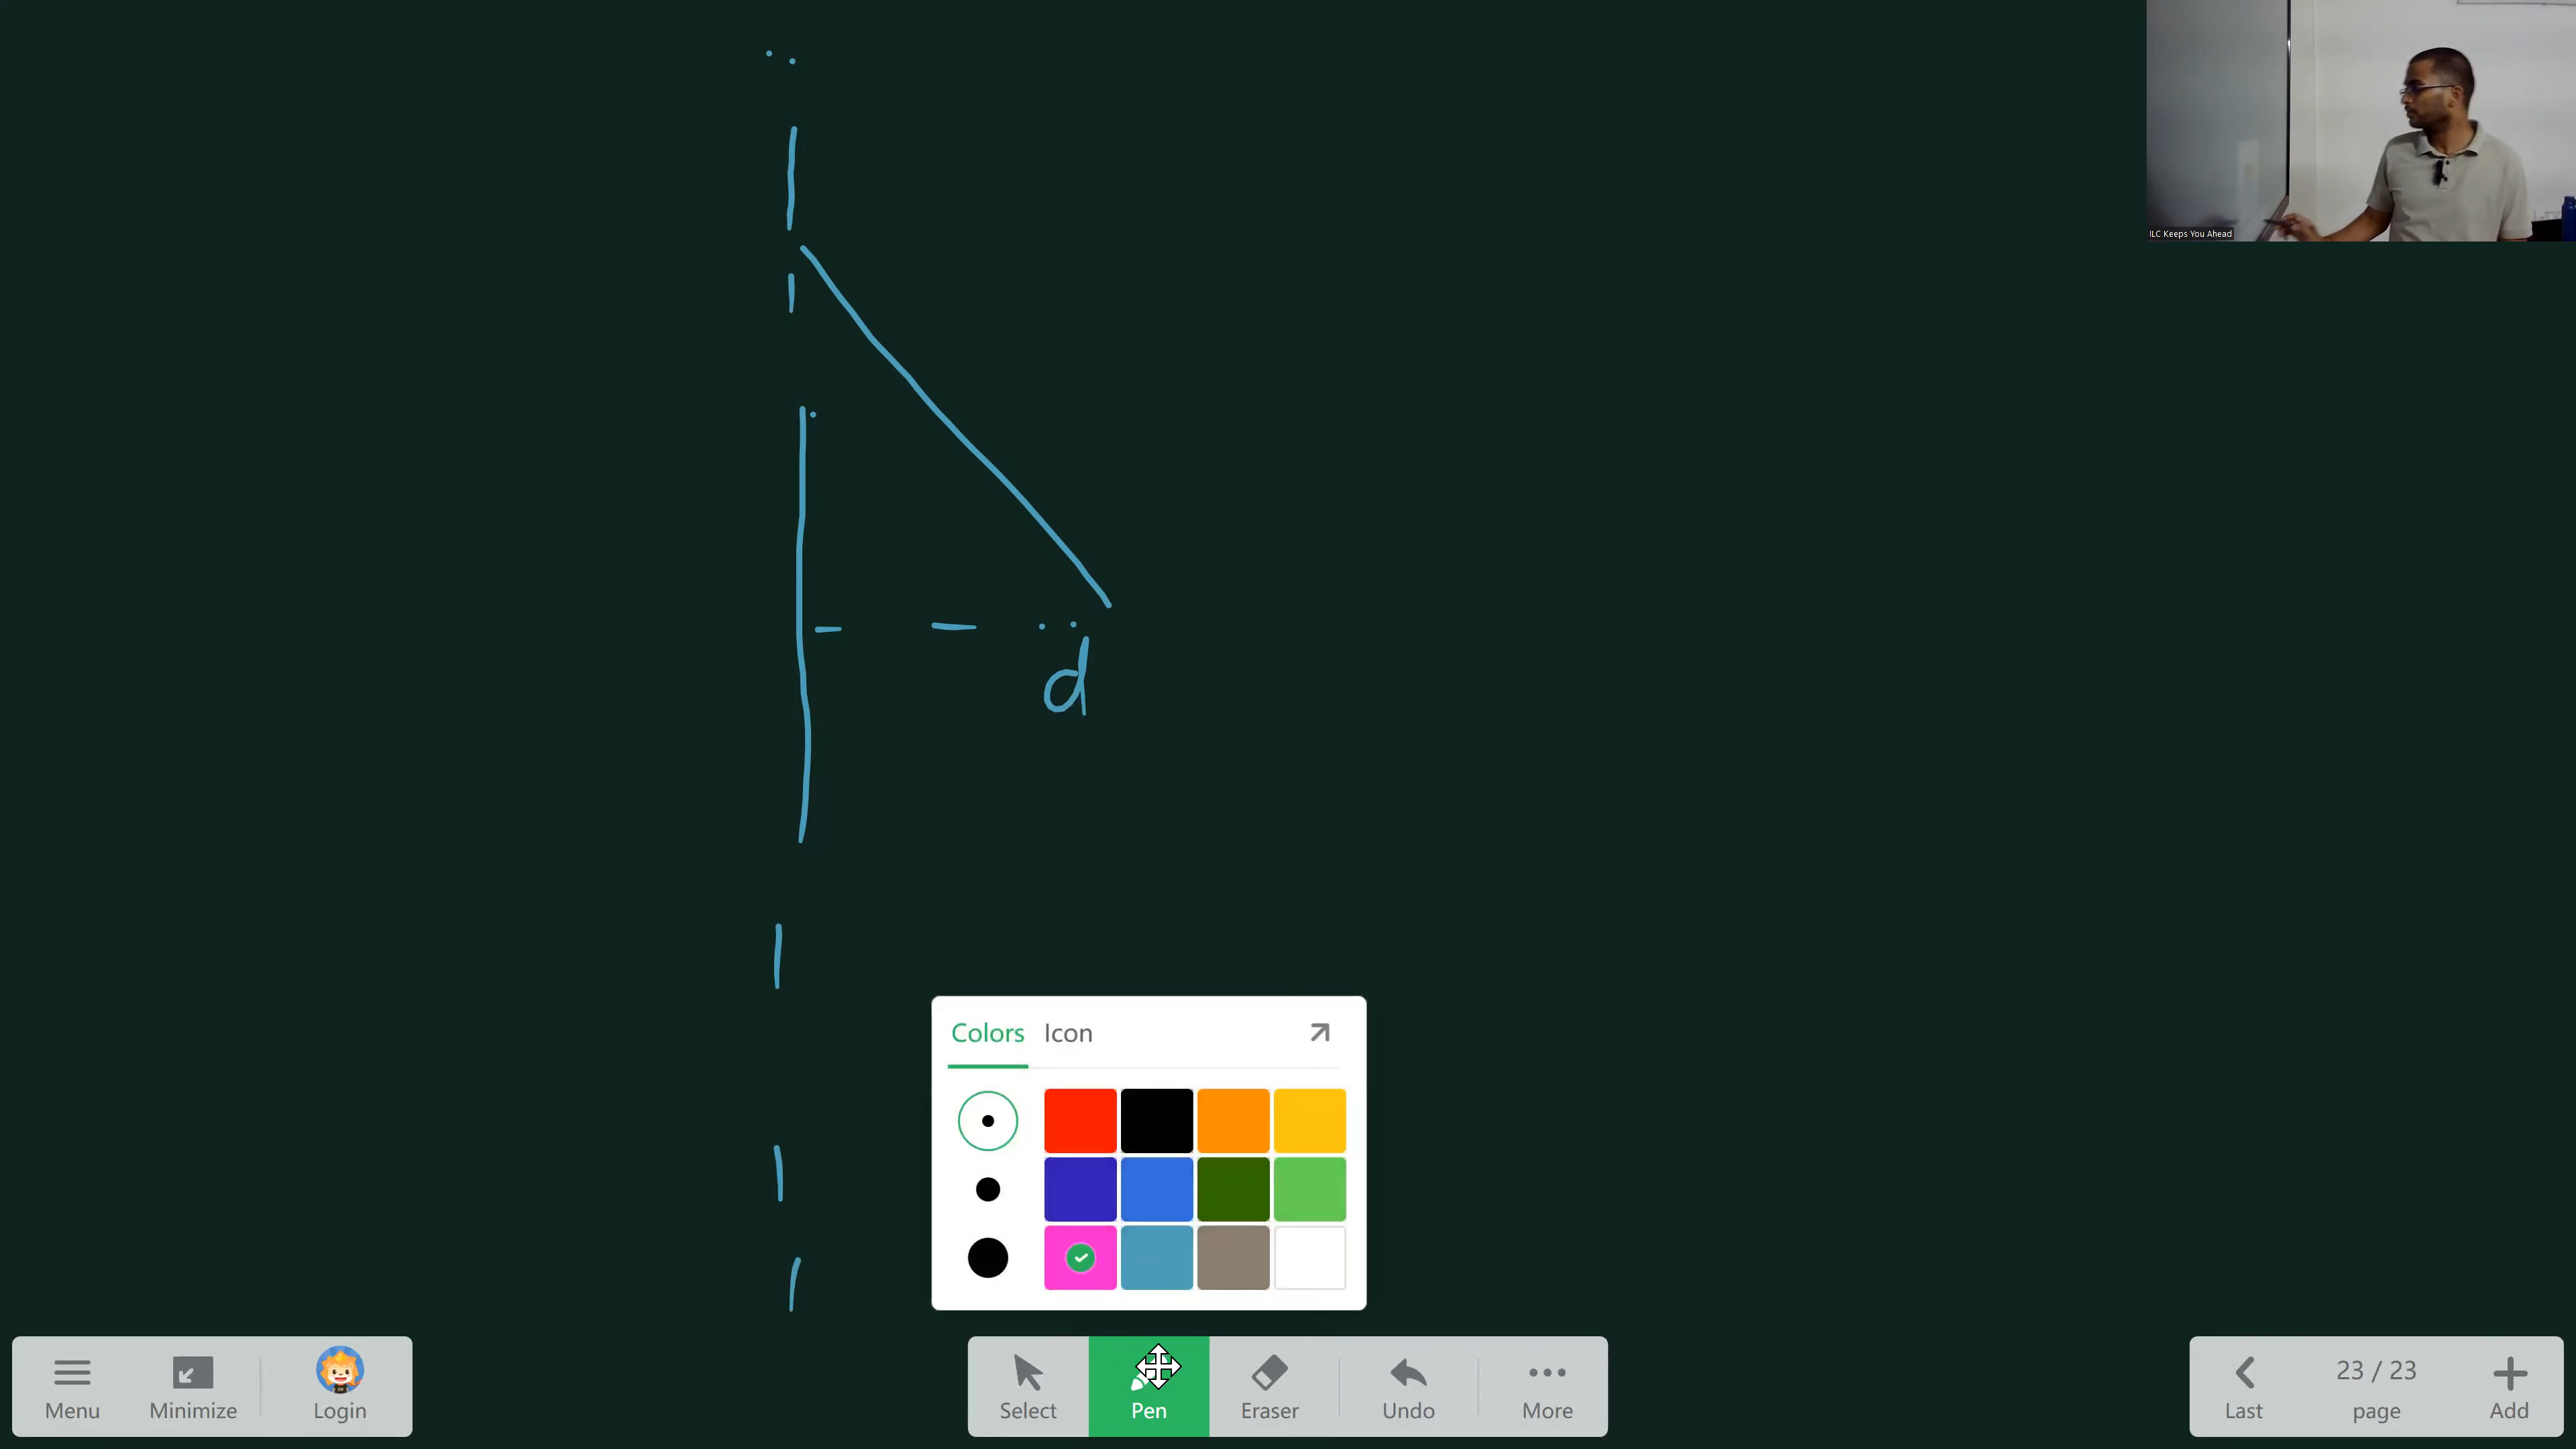 ILC Keeps You Ahead
d
Colors Icon
Menu Minimize Login
Select Pen Eraser Undo More
Last 23 / 23 page Add